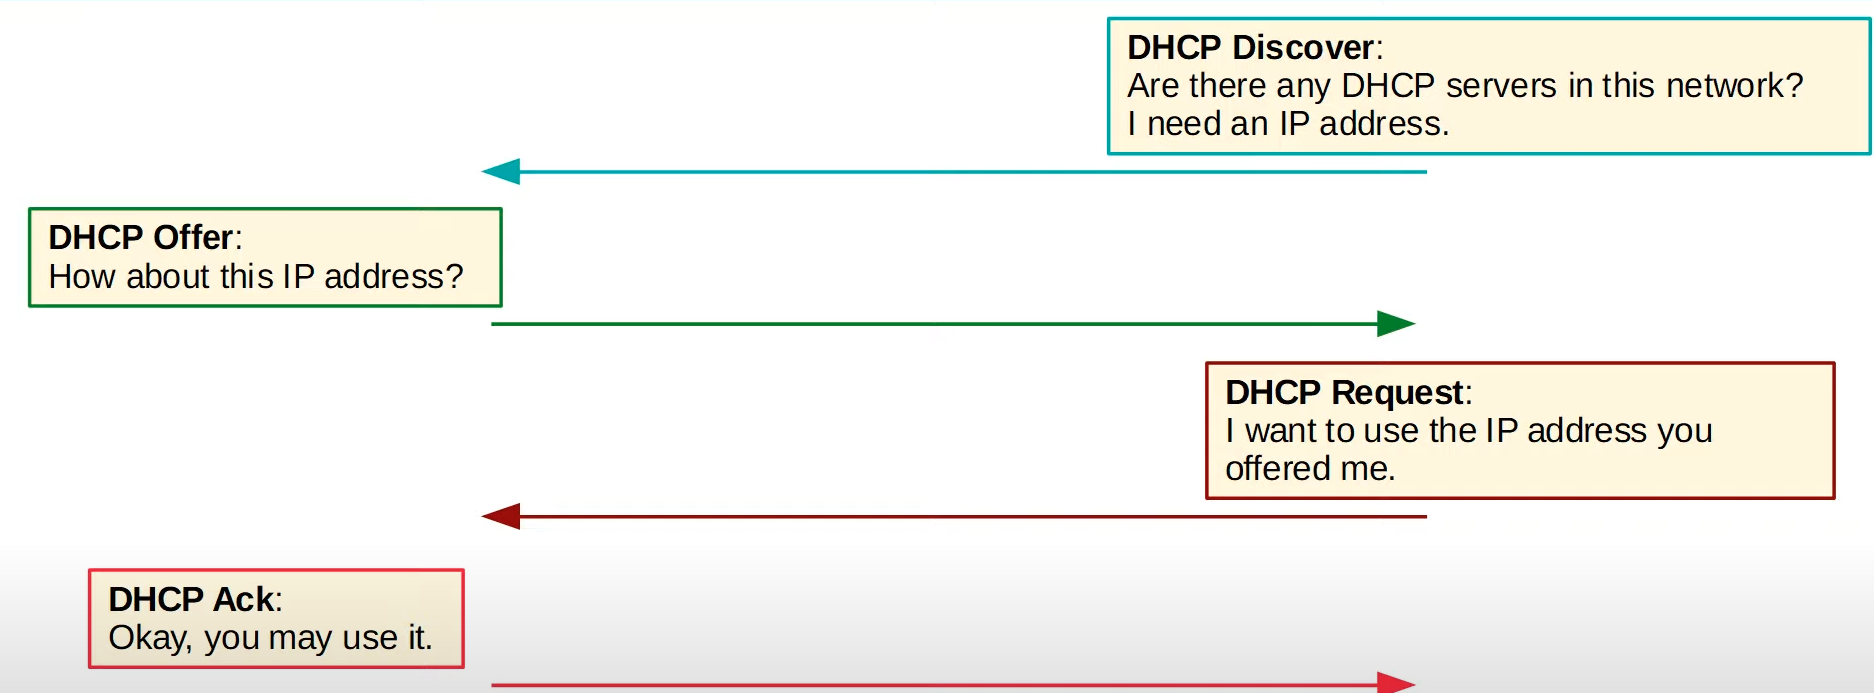 DHCP Discover:
Are there any DHCP servers in this network?
I need an IP address.
DHCP Offer:
How about this IP address?
DHCP Request:
I want to use the IP address you
offered me.
DHCP Ack:
Okay, you may use it.